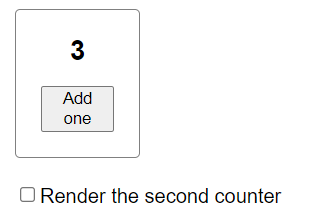 3
Add
one
Render the second counter